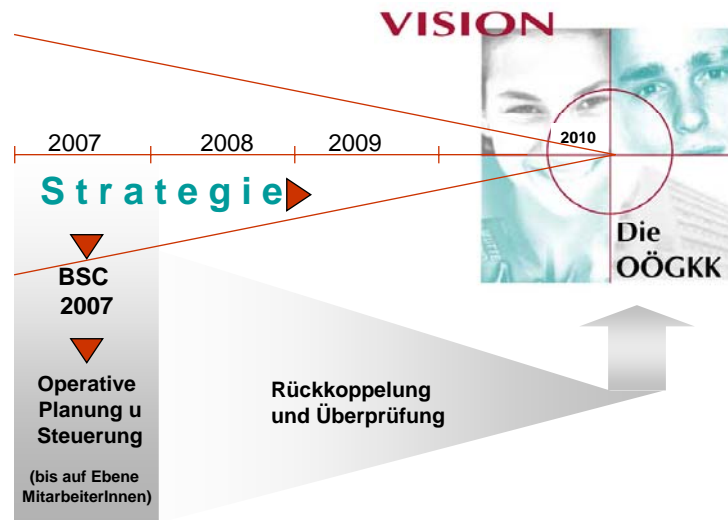 VISION
2007
2008
2009
2010
Strategie
Die
OÖGKK
BSC
2007
Operative
Planung u
Steuerung
(bis auf Ebene
MitarbeiterInnen)
Rückkoppelung
und Überprüfung